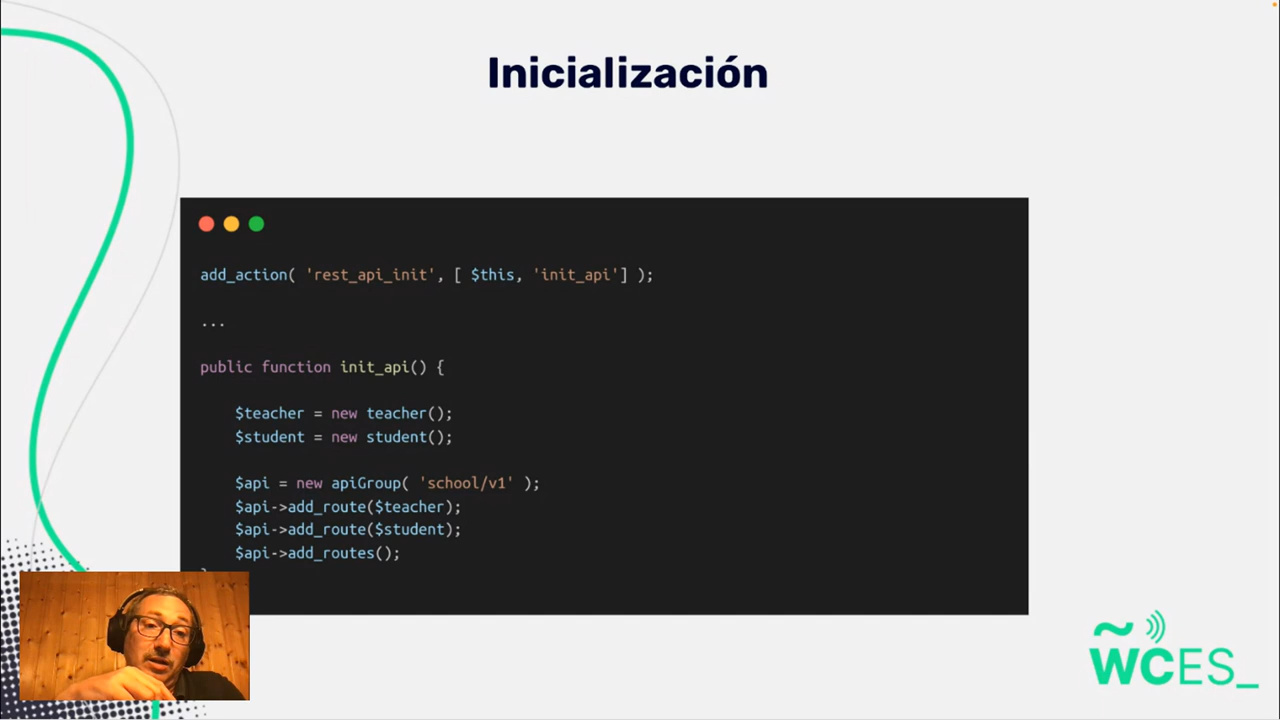 Inicialización
add_action( 'rest_api_init', [ $this, 'init_api'] );
...
public function init_api() {
$teacher = new teacher();
$student = new student();
$api = new apiGroup( 'school/v1' );
$api->add_route($teacher);
$api->add_route($student);
$api->add_routes();
}
~
WCES_